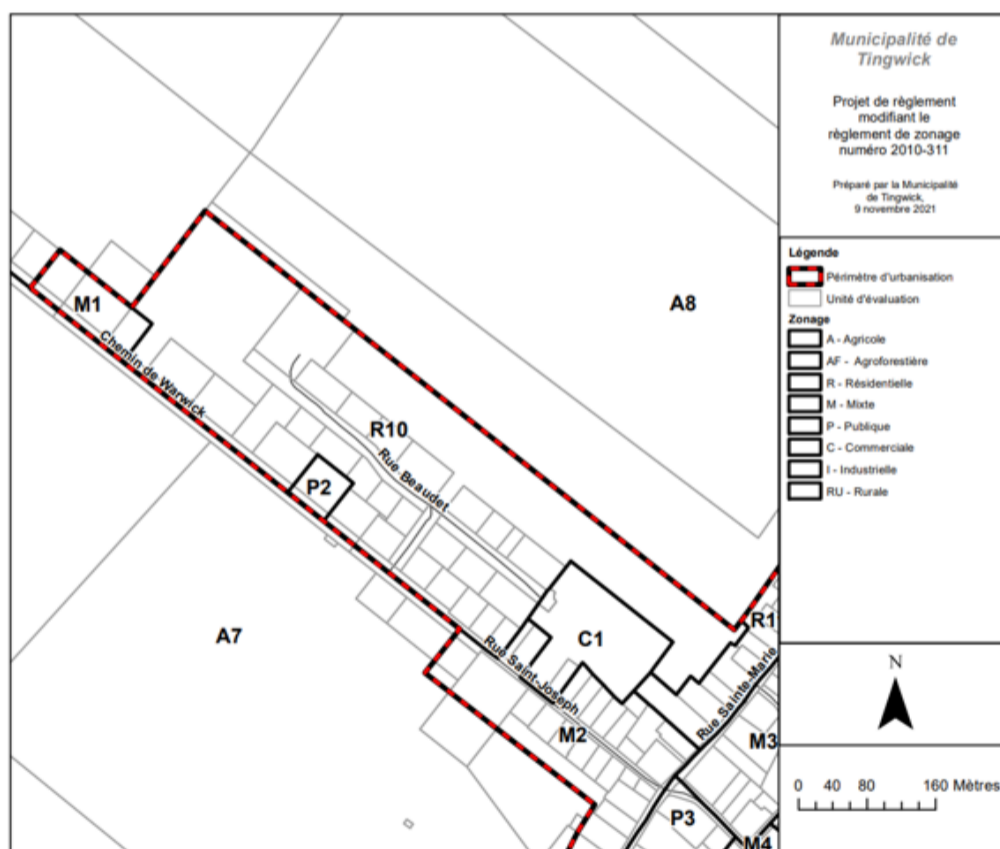 Municipalité de
Tingwick
Projet de règlement
modifiant le
règlement de zonage
numéro 2010-311
Préparé par la Municipalité
de Tingwick,
9 novembre 2021
Légende
Périmètre d'urbanisation
Unité d'évaluation
Zonage
A - Agricole
AF - Agroforestière
R - Résidentielle
M - Mixte
P - Publique
C - Commerciale
I - Industrielle
RU - Rurale
N
0 40 80 160 Mètres
A8
M1
Chemin de Warwick
R10
Rue Beaudet
P2
A7
C1
R1
Rue Saint-Joseph
Rue Sainte-Marie
M2
M3
P3
M4